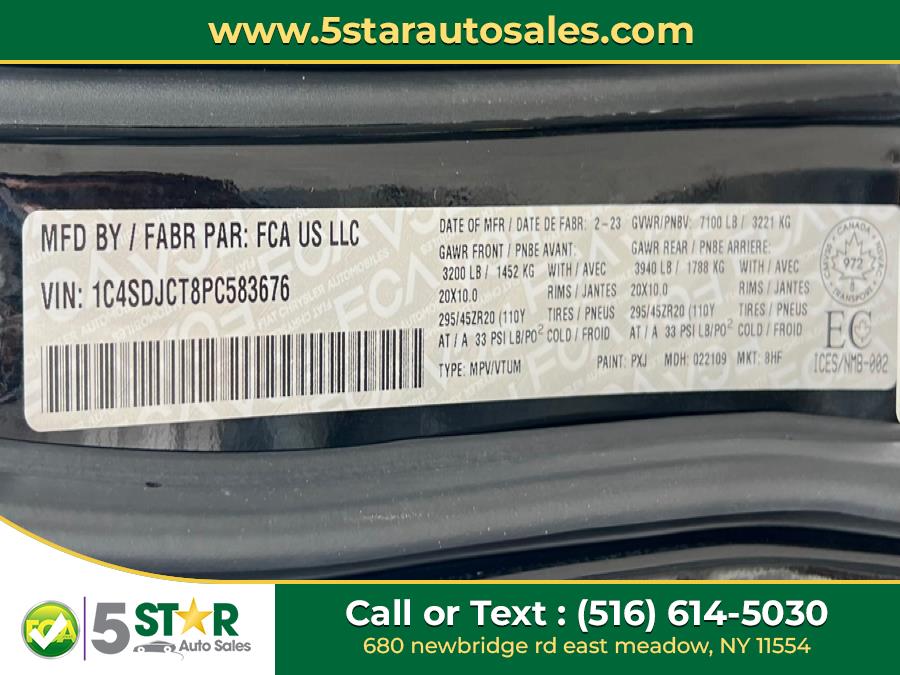 www.5starautosales.com
MFD BY / FABR PAR: FCA US LLC
VIN: 1C4SDJCT8PC583676
DATE OF MFR / DATE DE FABR: 2-23 GVWR/PNBV: 7100 LB / 3221 KG
GAWR FRONT / PNBE AVANT: GAWR REAR / PNBE ARRIERE:
3200 LB / 1452 KG WITH / AVEC 3940 LB / 1788 KG WITH / AVEC
20X10.0 RIMS / JANTES 20X10.0 RIMS / JANTES
295/45ZR20 (110Y TIRES / PNEUS 295/45ZR20 (110Y TIRES / PNEUS
AT / A 33 PSI LB/PO² COLD / FROID AT / A 33 PSI LB/PO² COLD / FROID
TYPE: MPV/VTUM PAINT: PXJ MDH: 022109 MKT: 8HF
CANADA
972
TRANSPORT
EC
ICES/NMB-002
5 STAR
Auto Sales
Call or Text : (516) 614-5030
680 newbridge rd east meadow, NY 11554